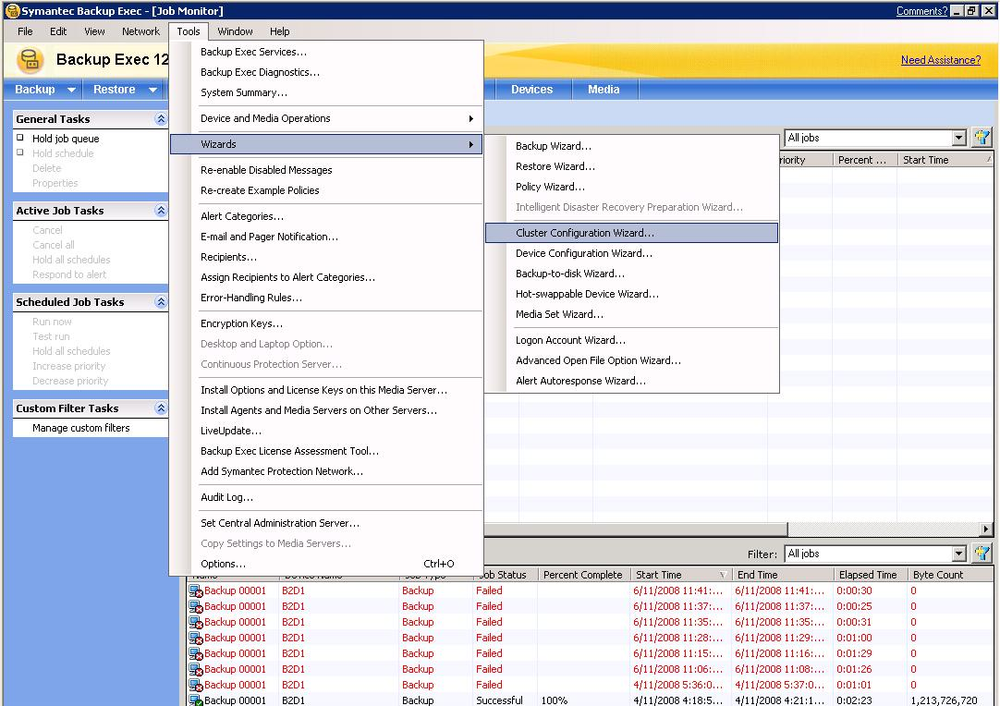 Symantec Backup Exec - [Job Monitor]
Comments?
File Edit View Network Tools Window Help
Backup Exec 12
Need Assistance?
Backup Restore Devices Media
General Tasks
Hold job queue
Hold schedule
Delete
Properties
Active Job Tasks
Cancel
Cancel all
Hold all schedules
Respond to alert
Scheduled Job Tasks
Run now
Test run
Hold all schedules
Increase priority
Decrease priority
Custom Filter Tasks
Manage custom filters
Backup Exec Services...
Backup Exec Diagnostics...
System Summary...
Device and Media Operations
Wizards
Re-enable Disabled Messages
Re-create Example Policies
Alert Categories...
E-mail and Pager Notification...
Recipients...
Assign Recipients to Alert Categories...
Error-Handling Rules...
Encryption Keys...
Desktop and Laptop Option...
Continuous Protection Server...
Install Options and License Keys on this Media Server...
Install Agents and Media Servers on Other Servers...
LiveUpdate...
Backup Exec License Assessment Tool...
Add Symantec Protection Network...
Audit Log...
Set Central Administration Server...
Copy Settings to Media Servers...
Options... Ctrl+O
Backup Wizard...
Restore Wizard...
Policy Wizard...
Intelligent Disaster Recovery Preparation Wizard...
Cluster Configuration Wizard...
Device Configuration Wizard...
Backup-to-disk Wizard...
Hot-swappable Device Wizard...
Media Set Wizard...
Logon Account Wizard...
Advanced Open File Option Wizard...
Alert Autoresponse Wizard...
All jobs
riority Percent ... Start Time
Filter: All jobs
Name Device Name Job Type Job Status Percent Complete Start Time End Time Elapsed Time Byte Count
Backup 00001 B2D1 Backup Failed 6/11/2008 11:41:... 6/11/2008 11:41:... 0:00:30 0
Backup 00001 B2D1 Backup Failed 6/11/2008 11:37:... 6/11/2008 11:37:... 0:00:25 0
Backup 00001 B2D1 Backup Failed 6/11/2008 11:35:... 6/11/2008 11:35:... 0:00:31 0
Backup 00001 B2D1 Backup Failed 6/11/2008 11:28:... 6/11/2008 11:29:... 0:01:00 0
Backup 00001 B2D1 Backup Failed 6/11/2008 11:15:... 6/11/2008 11:16:... 0:01:29 0
Backup 00001 B2D1 Backup Failed 6/11/2008 11:06:... 6/11/2008 11:08:... 0:01:26 0
Backup 00001 B2D1 Backup Failed 4/11/2008 5:36:0... 4/11/2008 5:37:0... 0:01:01 0
Backup 00001 B2D1 Backup Successful 100% 4/11/2008 4:18:5... 4/11/2008 4:21:1... 0:02:23 1,213,726,720